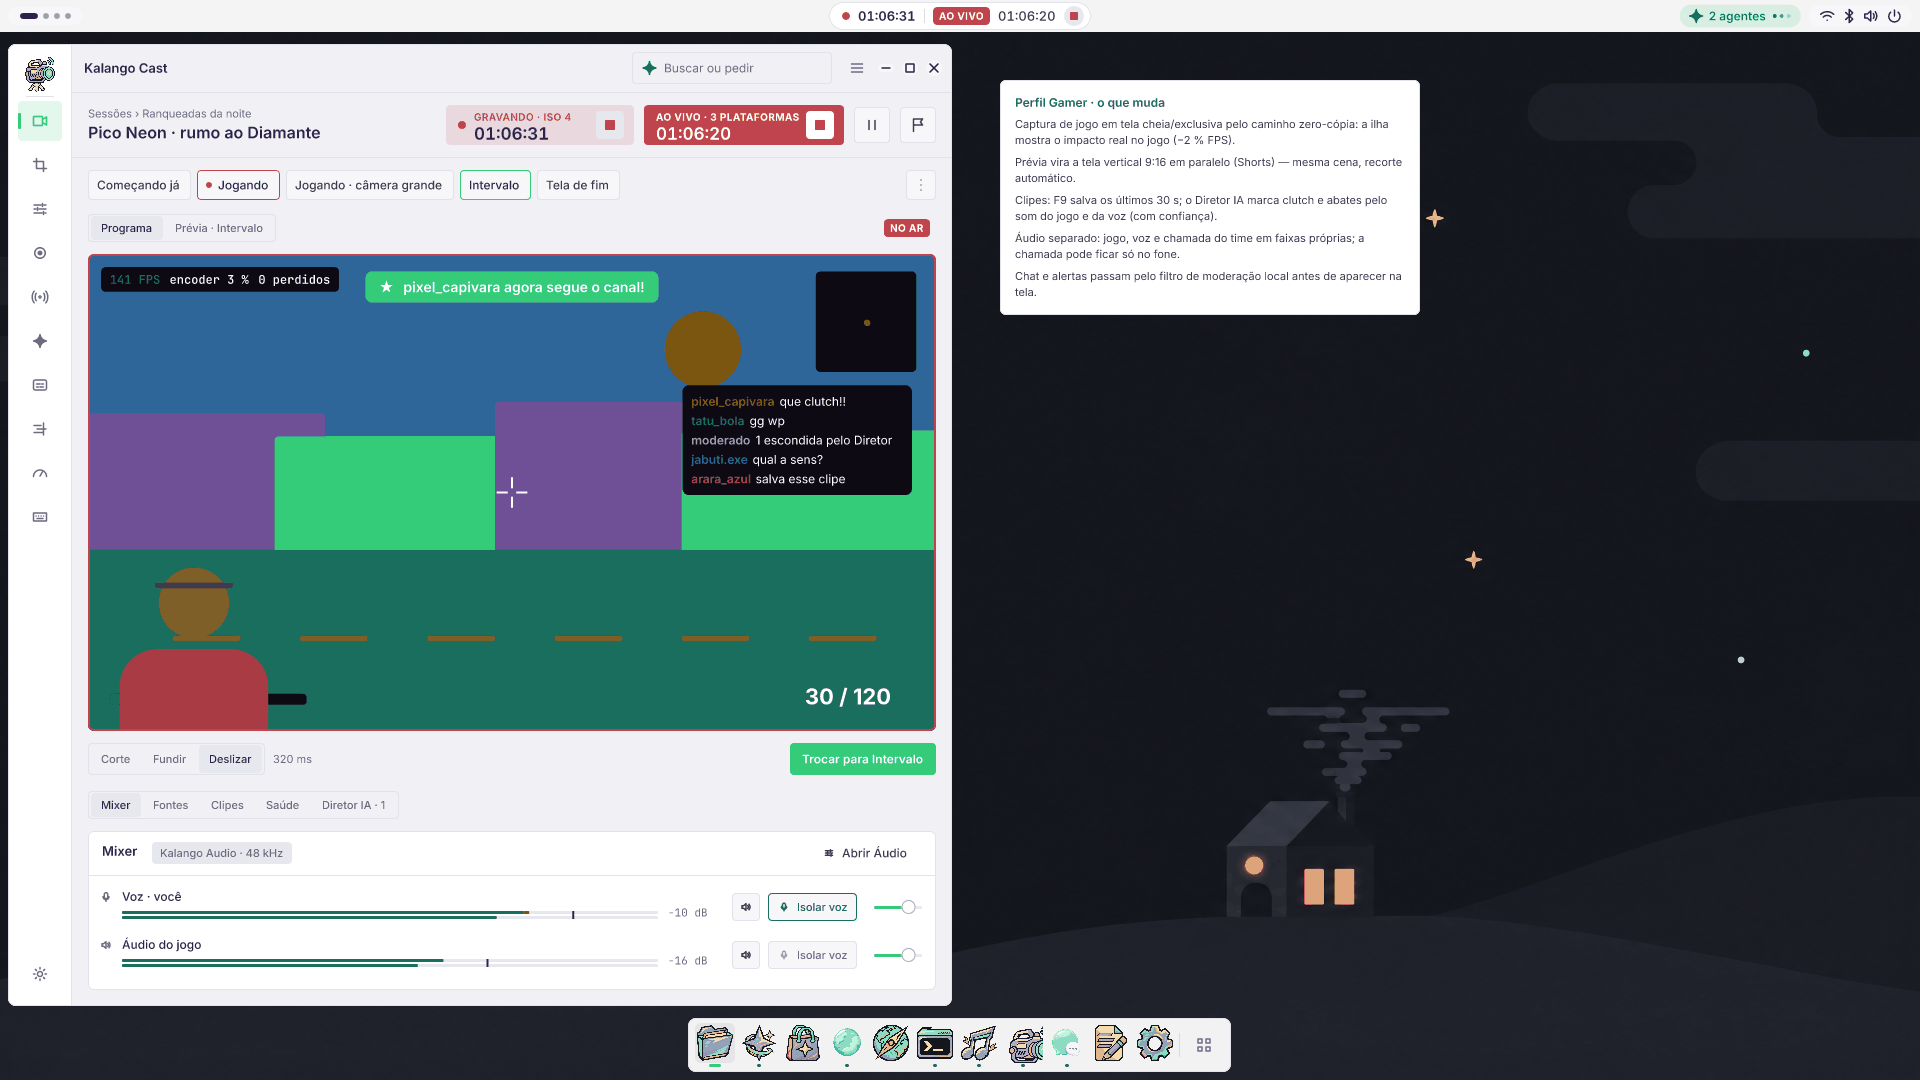 01:06:31
AO VIVO
01:06:20
2 agentes
Kalango Cast
Buscar ou pedir
Sessões › Ranqueadas da noite
Pico Neon · rumo ao Diamante
GRAVANDO · ISO 4
01:06:31
AO VIVO · 3 PLATAFORMAS
01:06:20
Começando já
Jogando
Jogando · câmera grande
Intervalo
Tela de fim
Programa
Prévia · Intervalo
NO AR
141 FPS encoder 3 % 0 perdidos
★ pixel_capivara agora segue o canal!
pixel_capivara que clutch!!
tatu_bola gg wp
moderado 1 escondida pelo Diretor
jabuti.exe qual a sens?
arara_azul salva esse clipe
30 / 120
Corte
Fundir
Deslizar
320 ms
Trocar para Intervalo
Mixer
Fontes
Clipes
Saúde
Diretor IA · 1
Mixer
Kalango Audio · 48 kHz
Abrir Áudio
Voz · você
-10 dB
Isolar voz
Áudio do jogo
-16 dB
Isolar voz
Perfil Gamer · o que muda
Captura de jogo em tela cheia/exclusiva pelo caminho zero-cópia: a ilha
mostra o impacto real no jogo (−2 % FPS).
Prévia vira a tela vertical 9:16 em paralelo (Shorts) — mesma cena, recorte
automático.
Clipes: F9 salva os últimos 30 s; o Diretor IA marca clutch e abates pelo
som do jogo e da voz (com confiança).
Áudio separado: jogo, voz e chamada do time em faixas próprias; a
chamada pode ficar só no fone.
Chat e alertas passam pelo filtro de moderação local antes de aparecer na
tela.